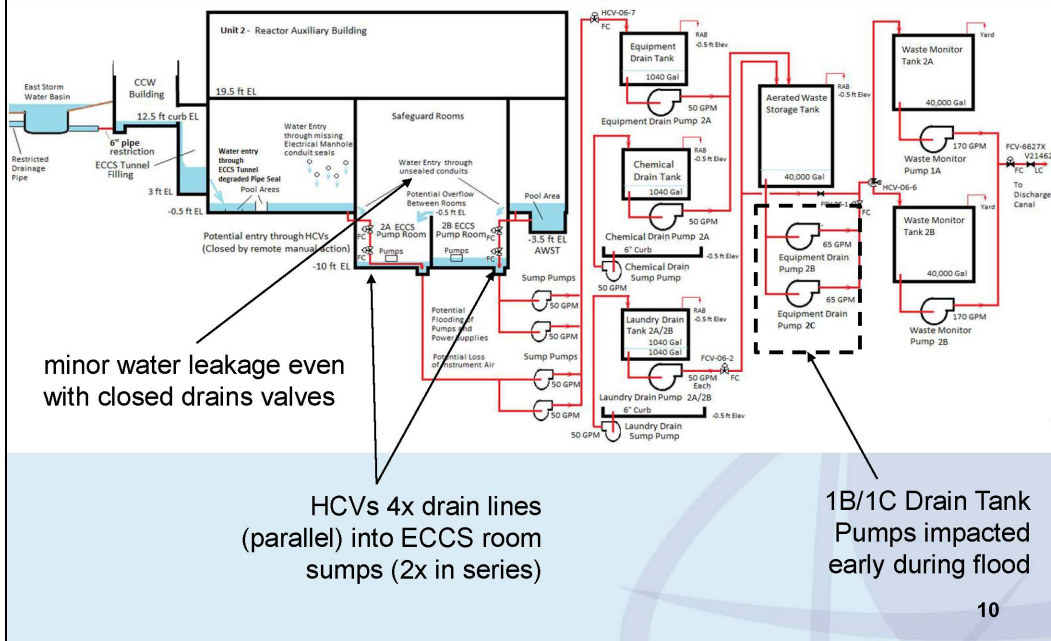 Unit 2 - Reactor Auxiliary Building
19.5 ft EL
East Storm
Water Basin
CCW
Building
12.5 ft curb EL
6" pipe
restriction
Restricted
Drainage
Pipe
ECCS Tunnel
Filling
3 ft EL
-0.5 ft EL
Water entry
through
ECCS Tunnel
degraded Pipe Seal
Pool Areas
Water Entry
through missing
Electrical Manhole
conduit seals
Safeguard Rooms
Water Entry through
unsealed conduits
Potential Overflow
Between Rooms
-0.5 ft EL
Potential entry through HCVs
(Closed by remote manual action)
-10 ft EL
FC
FC
2A ECCS
Pump Room
Pumps
2B ECCS
Pump Room
Pumps
FC
FC
Pool Area
-3.5 ft EL
AWST
Potential
Flooding of
Pumps and
Power Supplies
Potential Loss
of Instrument Air
Sump Pumps
50 GPM
50 GPM
Sump Pumps
50 GPM
50 GPM
HCV-06-7
FC
Equipment
Drain Tank
1040 Gal
RAB
-0.5 ft Elev
50 GPM
Equipment Drain Pump 2A
Chemical
Drain Tank
1040 Gal
RAB
-0.5 ft Elev
50 GPM
Chemical Drain Pump 2A
6" Curb
-0.5 ft Elev
50 GPM
Chemical Drain
Sump Pump
Laundry Drain
Tank 2A/2B
1040 Gal
1040 Gal
RAB
-0.5 ft Elev
FCV-06-2
FC
50 GPM
Each
Laundry Drain Pump 2A/2B
6" Curb
-0.5 ft Elev
50 GPM
Laundry Drain
Sump Pump
Aerated Waste
Storage Tank
40,000 Gal
RAB
-0.5 ft Elev
FC
65 GPM
Equipment Drain
Pump 2B
65 GPM
Equipment Drain
Pump 2C
HCV-06-6
Waste Monitor
Tank 2A
40,000 Gal
Yard
170 GPM
Waste Monitor
Pump 1A
FCV-6627X
FC
V21462
LC
To
Discharge
Canal
Waste Monitor
Tank 2B
40,000 Gal
Yard
170 GPM
Waste Monitor
Pump 2B
minor water leakage even
with closed drains valves
HCVs 4x drain lines
(parallel) into ECCS room
sumps (2x in series)
1B/1C Drain Tank
Pumps impacted
early during flood
10